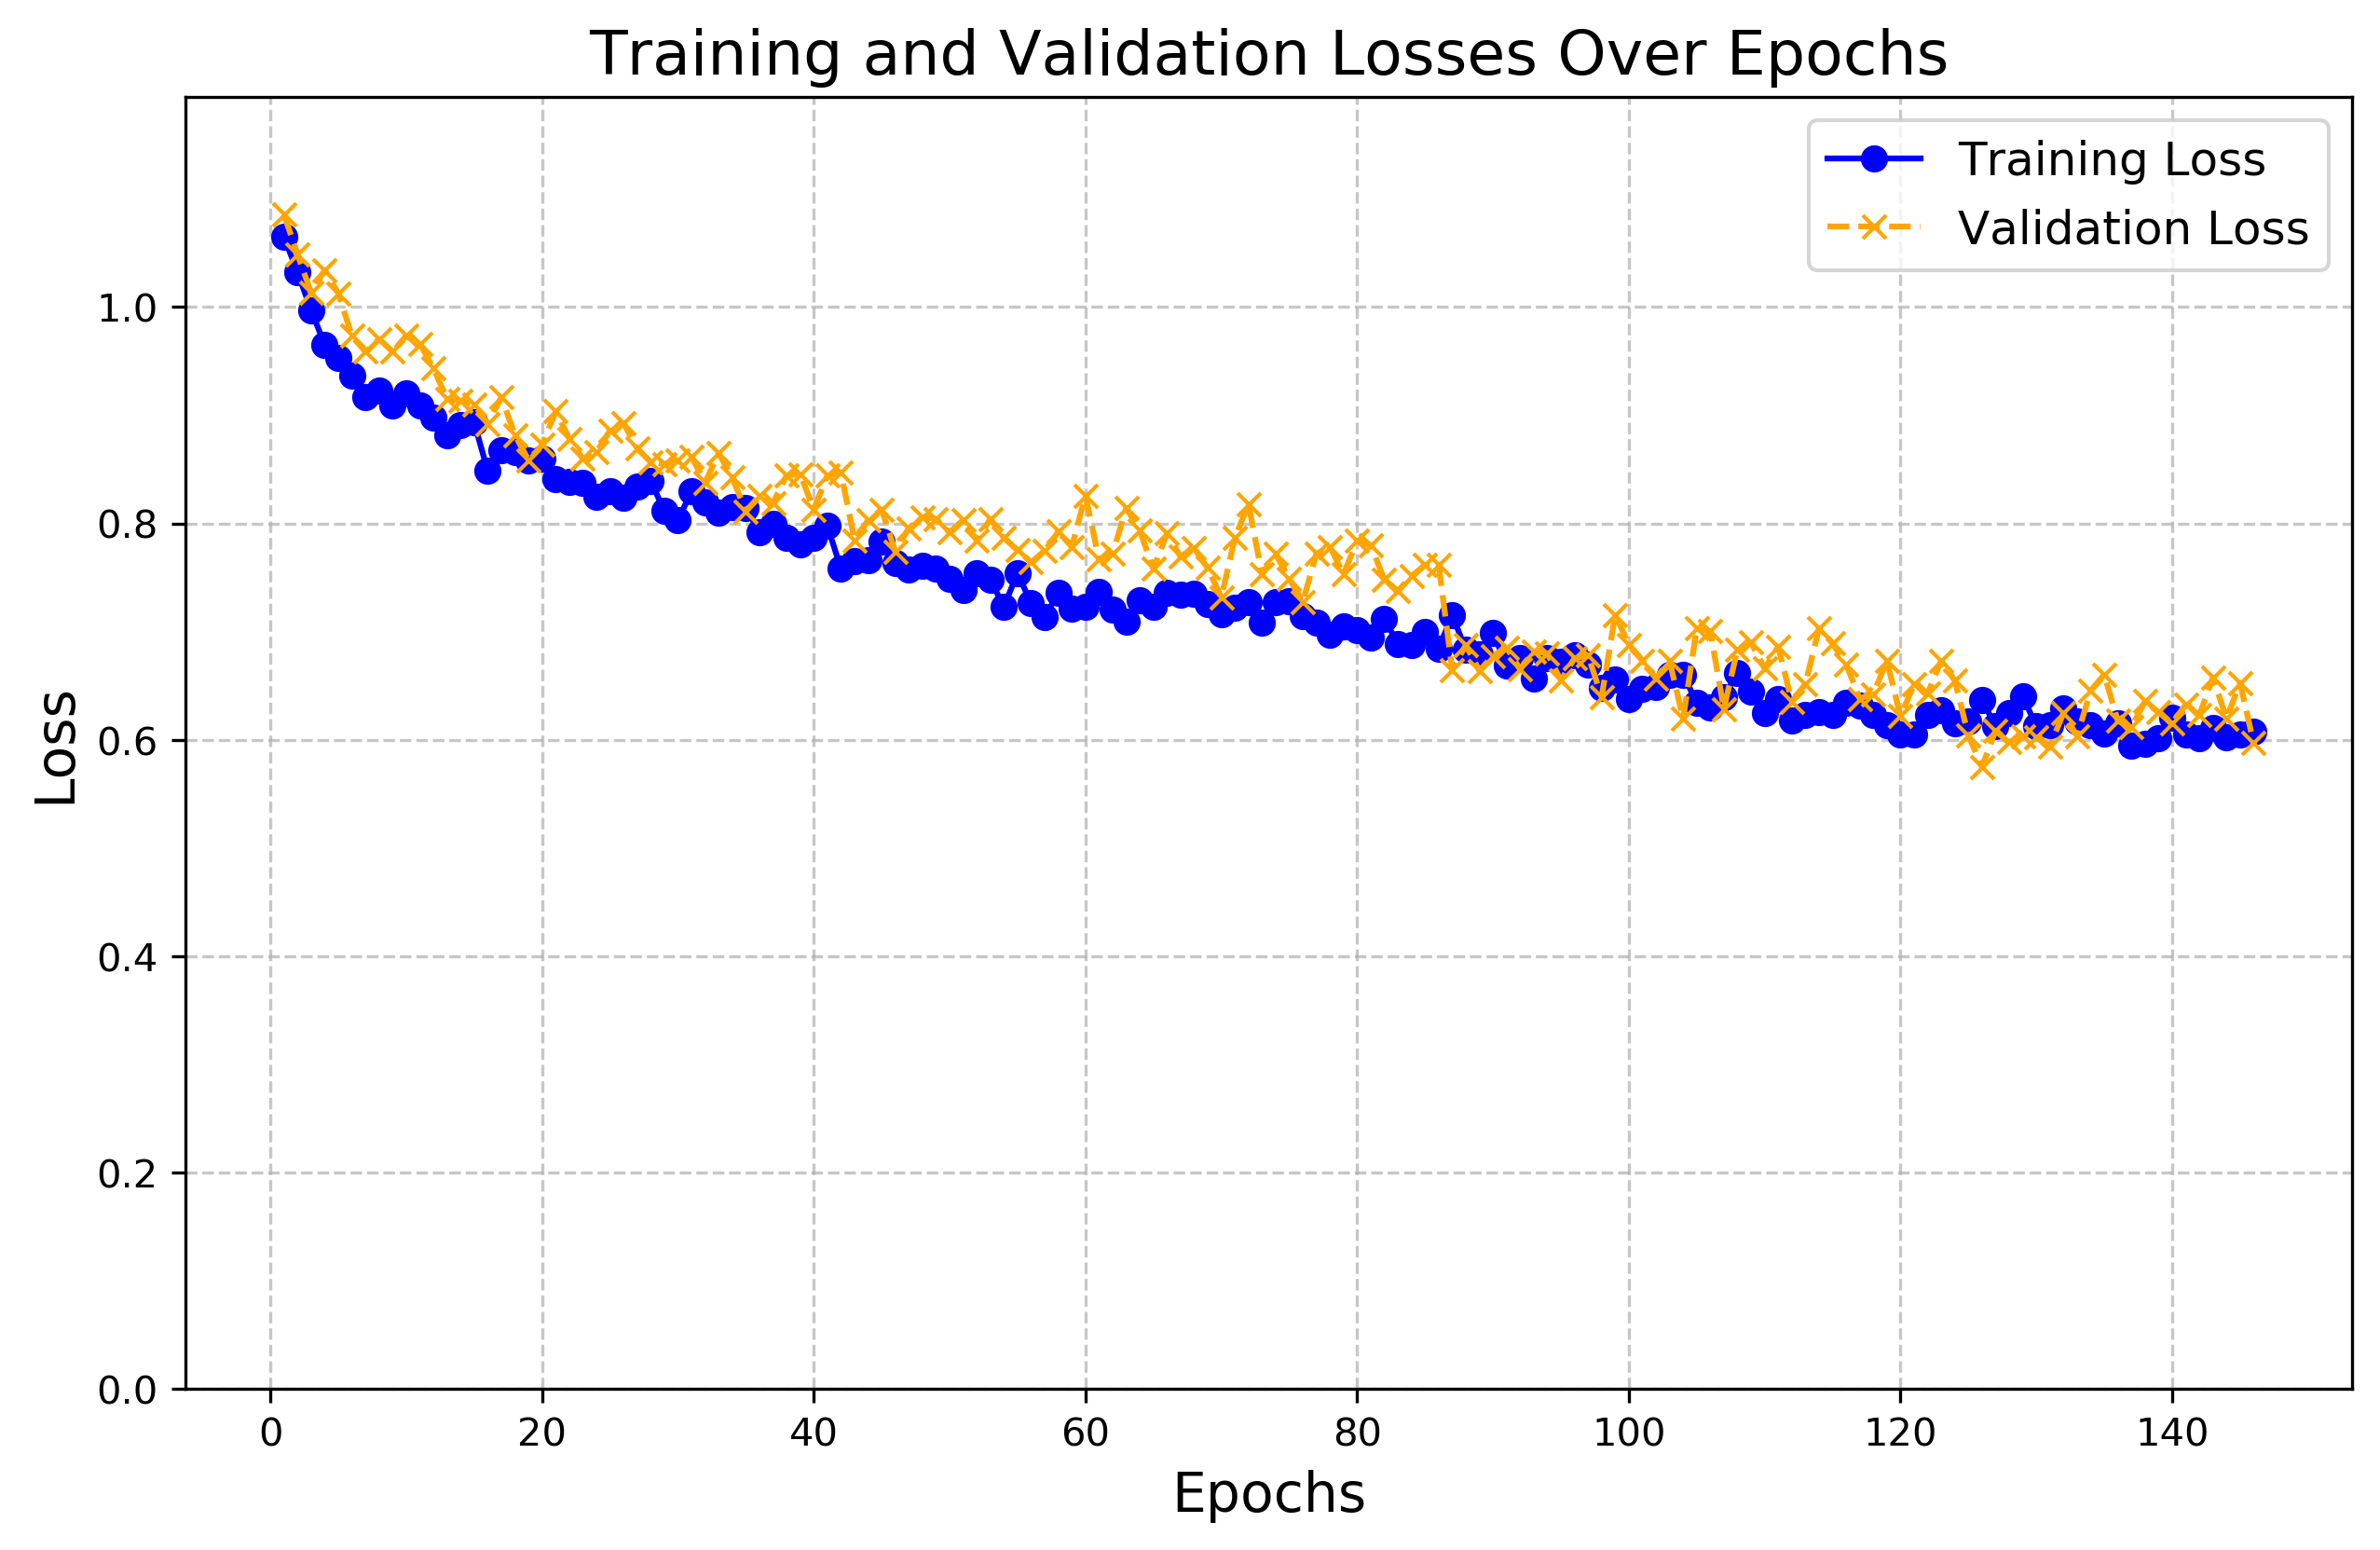 Training and Validation Losses Over Epochs
Training Loss
Validation Loss
Loss
1.0
0.8
0.6
0.4
0.2
0.0
0 20 40 60 80 100 120 140
Epochs